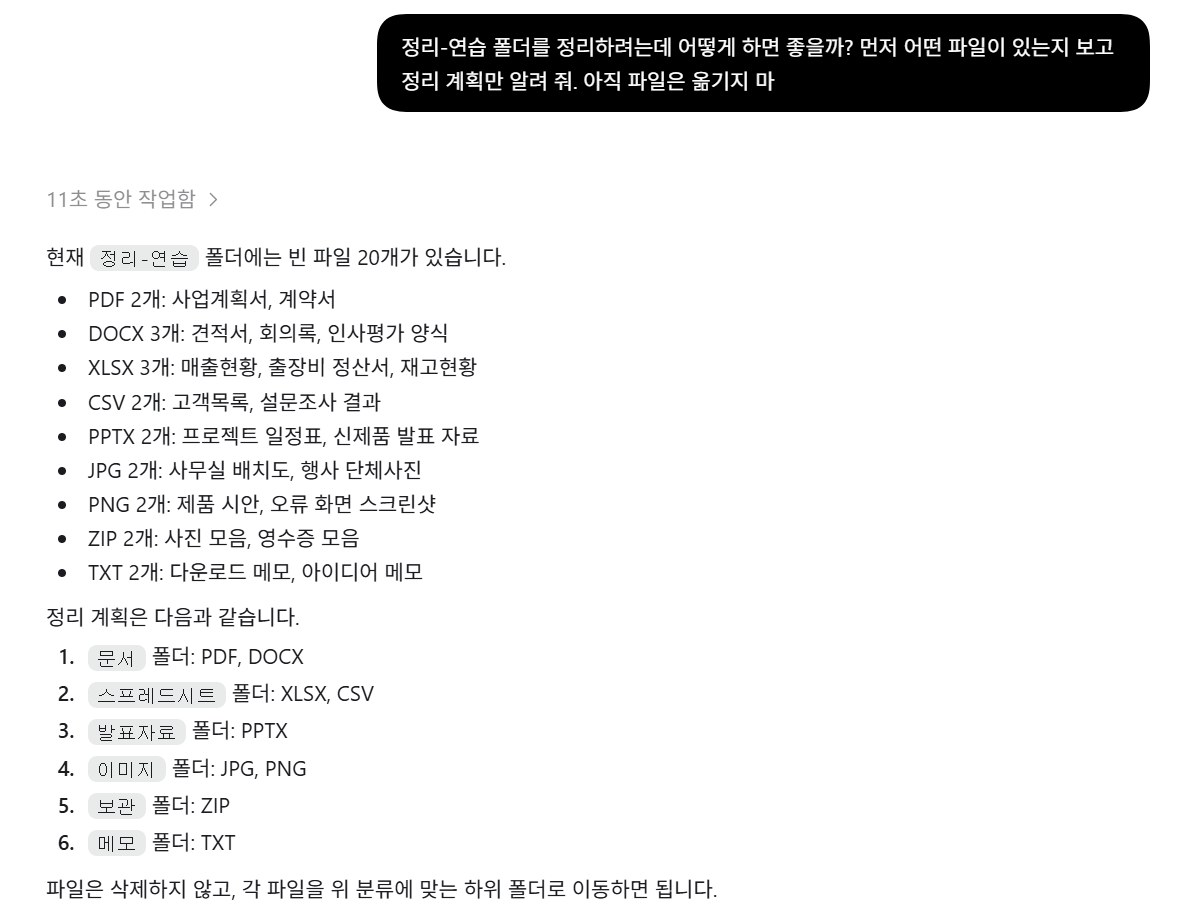 정리-연습 폴더를 정리하려는데 어떻게 하면 좋을까? 먼저 어떤 파일이 있는지 보고
정리 계획만 알려 줘. 아직 파일은 옮기지 마
11초 동안 작업함 >
현재 정리-연습 폴더에는 빈 파일 20개가 있습니다.
• PDF 2개: 사업계획서, 계약서
• DOCX 3개: 견적서, 회의록, 인사평가 양식
• XLSX 3개: 매출현황, 출장비 정산서, 재고현황
• CSV 2개: 고객목록, 설문조사 결과
• PPTX 2개: 프로젝트 일정표, 신제품 발표 자료
• JPG 2개: 사무실 배치도, 행사 단체사진
• PNG 2개: 제품 시안, 오류 화면 스크린샷
• ZIP 2개: 사진 모음, 영수증 모음
• TXT 2개: 다운로드 메모, 아이디어 메모
정리 계획은 다음과 같습니다.
1. 문서 폴더: PDF, DOCX
2. 스프레드시트 폴더: XLSX, CSV
3. 발표자료 폴더: PPTX
4. 이미지 폴더: JPG, PNG
5. 보관 폴더: ZIP
6. 메모 폴더: TXT
파일은 삭제하지 않고, 각 파일을 위 분류에 맞는 하위 폴더로 이동하면 됩니다.